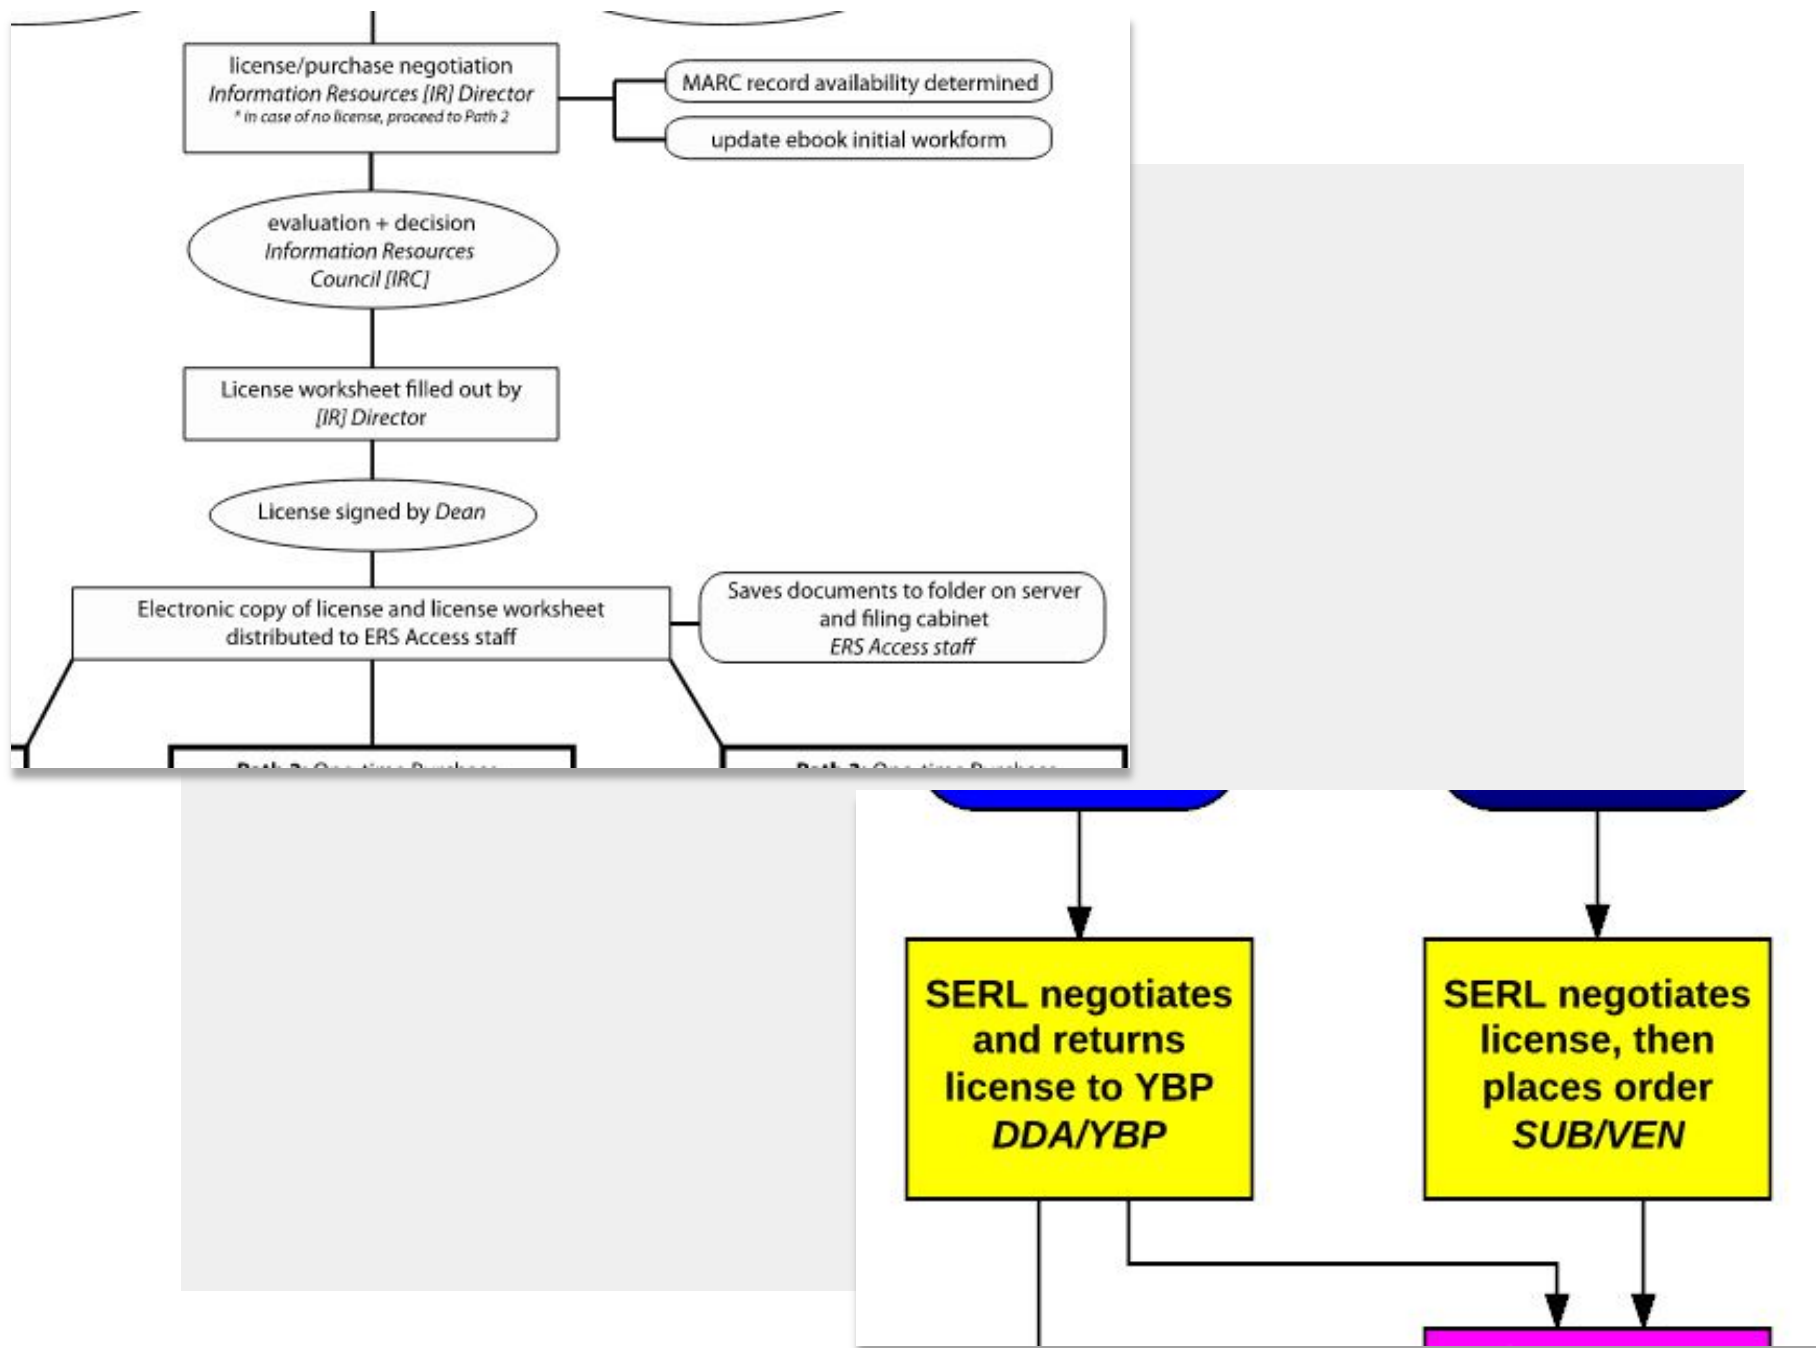 license/purchase negotiation
Information Resources [IR] Director
* in case of no license, proceed to Path 2
MARC record availability determined
update ebook initial workform
evaluation + decision
Information Resources
Council [IRC]
License worksheet filled out by
[IR] Director
License signed by Dean
Electronic copy of license and license worksheet
distributed to ERS Access staff
Saves documents to folder on server
and filing cabinet
ERS Access staff
SERL negotiates
and returns
license to YBP
DDA/YBP
SERL negotiates
license, then
places order
SUB/VEN